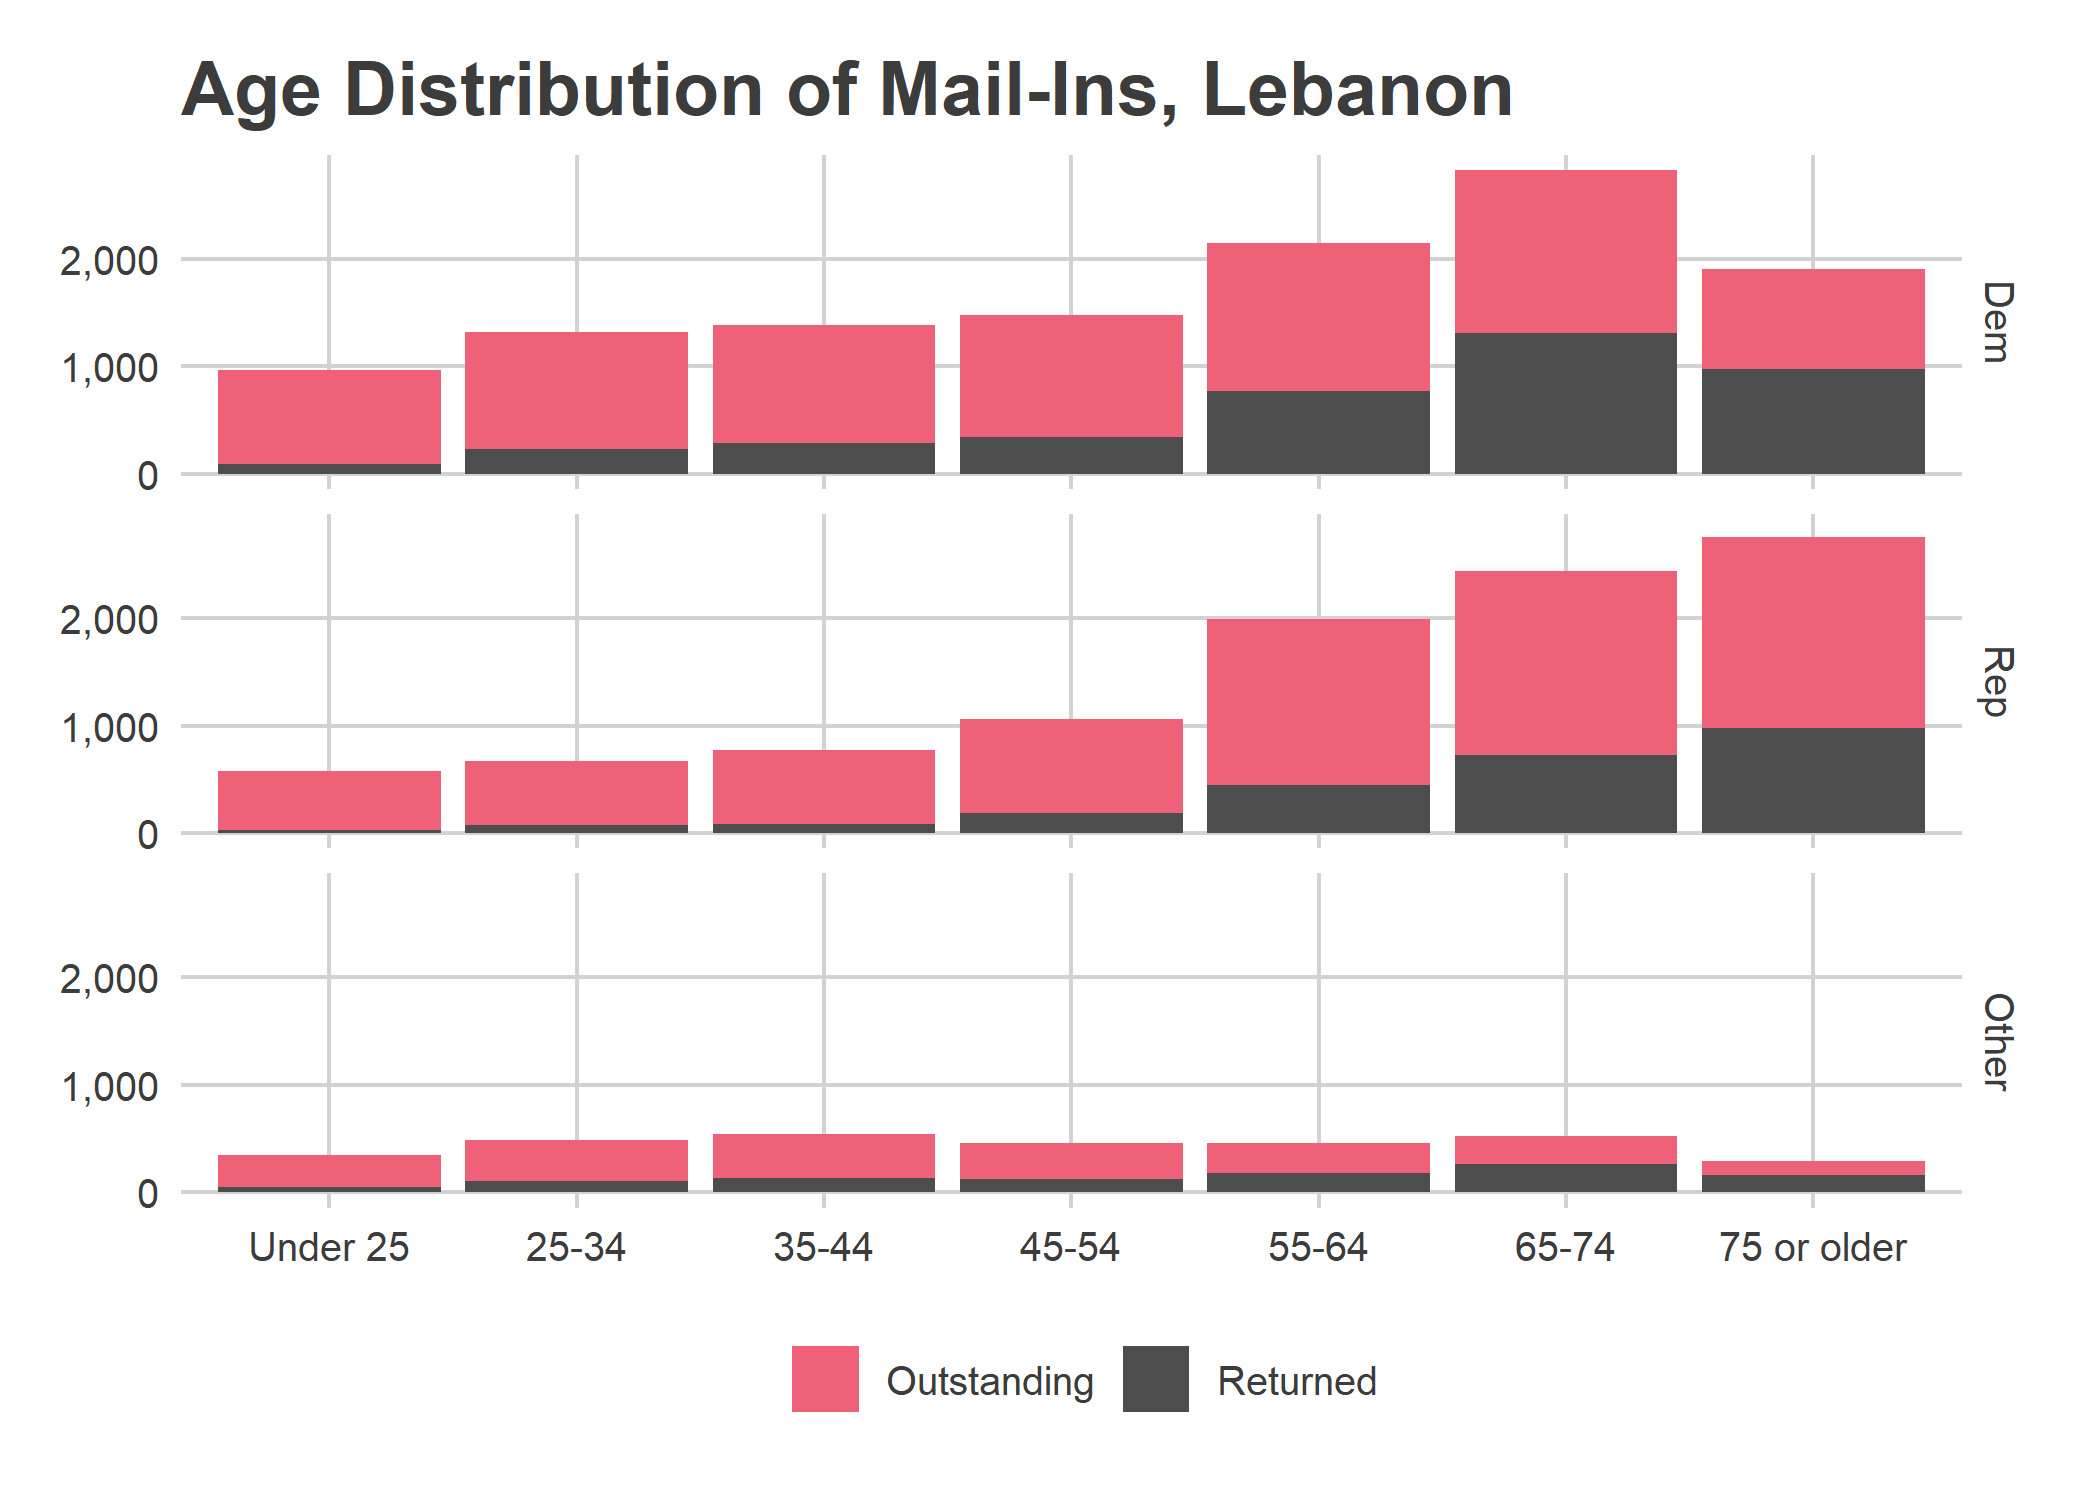 Age Distribution of Mail-Ins, Lebanon
2,000
1,000
0
Dem
2,000
1,000
0
Rep
2,000
1,000
0
Other
Under 25 25-34 35-44 45-54 55-64 65-74 75 or older
Outstanding Returned